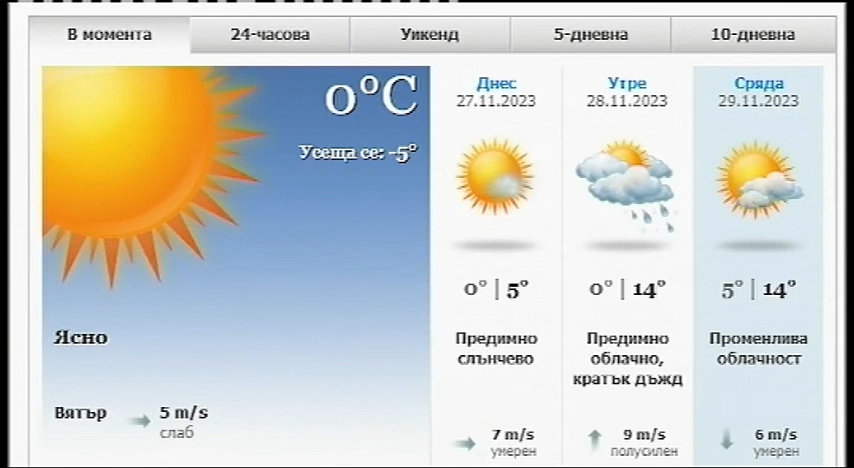 В момента
24-часова
Уикенд
5-дневна
10-дневна
0°C
Усеща се: -5°
Ясно
Вятър
5 m/s
слаб
Днес
27.11.2023
0° | 5°
Предимно
слънчево
7 m/s
умерен
Утре
28.11.2023
0° | 14°
Предимно
облачно,
кратък дъжд
9 m/s
полусилен
Сряда
29.11.2023
5° | 14°
Променлива
облачност
6 m/s
умерен